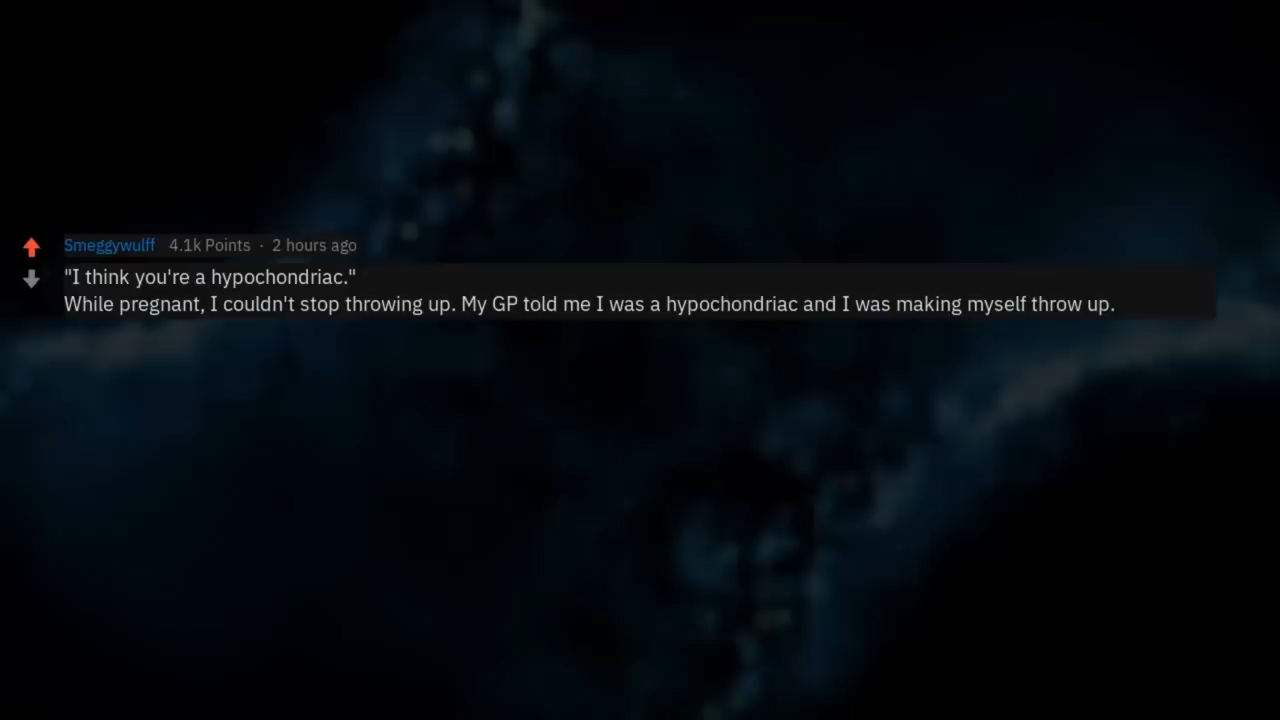 Smeggywulff 4.1k Points · 2 hours ago
"I think you're a hypochondriac."
While pregnant, I couldn't stop throwing up. My GP told me I was a hypochondriac and I was making myself throw up.